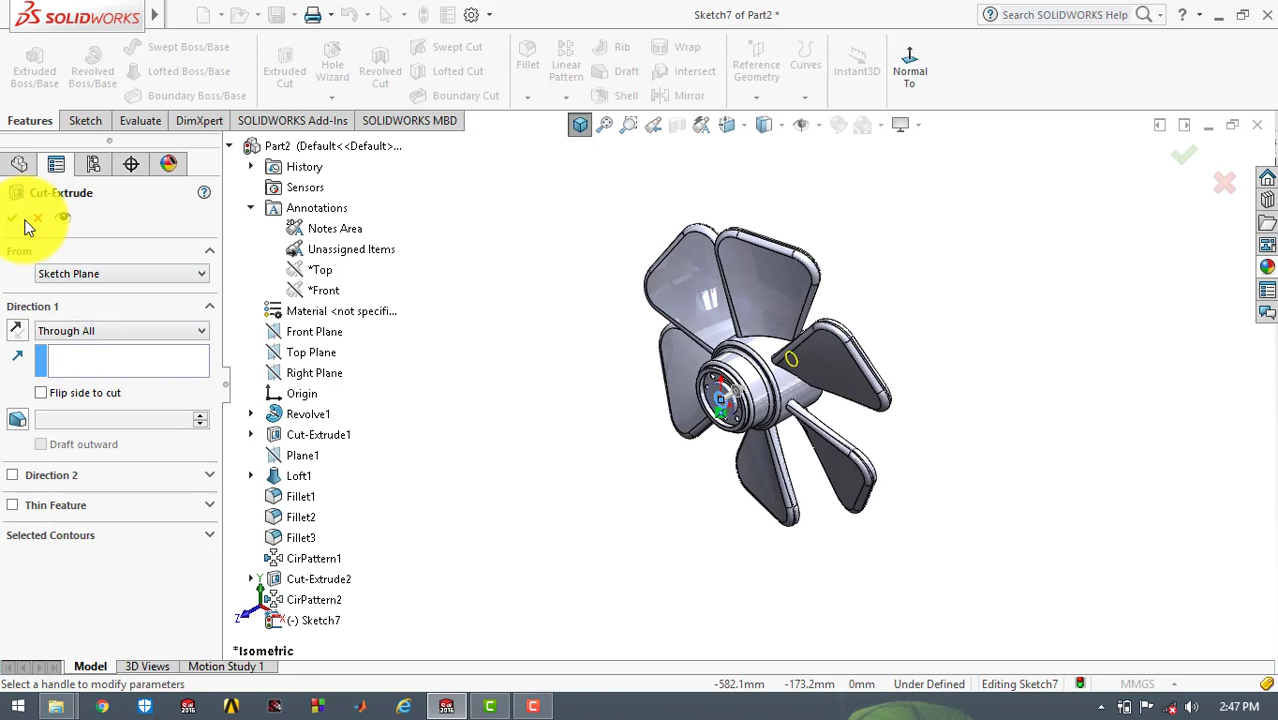 SOLIDWORKS
Sketch7 of Part2 *
Search SOLIDWORKS Help
Extruded Boss/Base
Revolved Boss/Base
Swept Boss/Base
Lofted Boss/Base
Boundary Boss/Base
Extruded Cut
Hole Wizard
Revolved Cut
Swept Cut
Lofted Cut
Boundary Cut
Fillet
Linear Pattern
Rib
Draft
Shell
Wrap
Intersect
Mirror
Reference Geometry
Curves
Instant3D
Normal To
Features
Sketch
Evaluate
DimXpert
SOLIDWORKS Add-Ins
SOLIDWORKS MBD
Cut-Extrude
From
Sketch Plane
Direction 1
Through All
Flip side to cut
Draft outward
Direction 2
Thin Feature
Selected Contours
Part2 (Default<<Default>...
History
Sensors
Annotations
Notes Area
Unassigned Items
*Top
*Front
Material <not specifi...
Front Plane
Top Plane
Right Plane
Origin
Revolve1
Cut-Extrude1
Plane1
Loft1
Fillet1
Fillet2
Fillet3
CirPattern1
Cut-Extrude2
CirPattern2
(-) Sketch7
Y
Z
*Isometric
Model
3D Views
Motion Study 1
Select a handle to modify parameters
-582.1mm
-173.2mm
0mm
Under Defined
Editing Sketch7
MMGS
2:47 PM